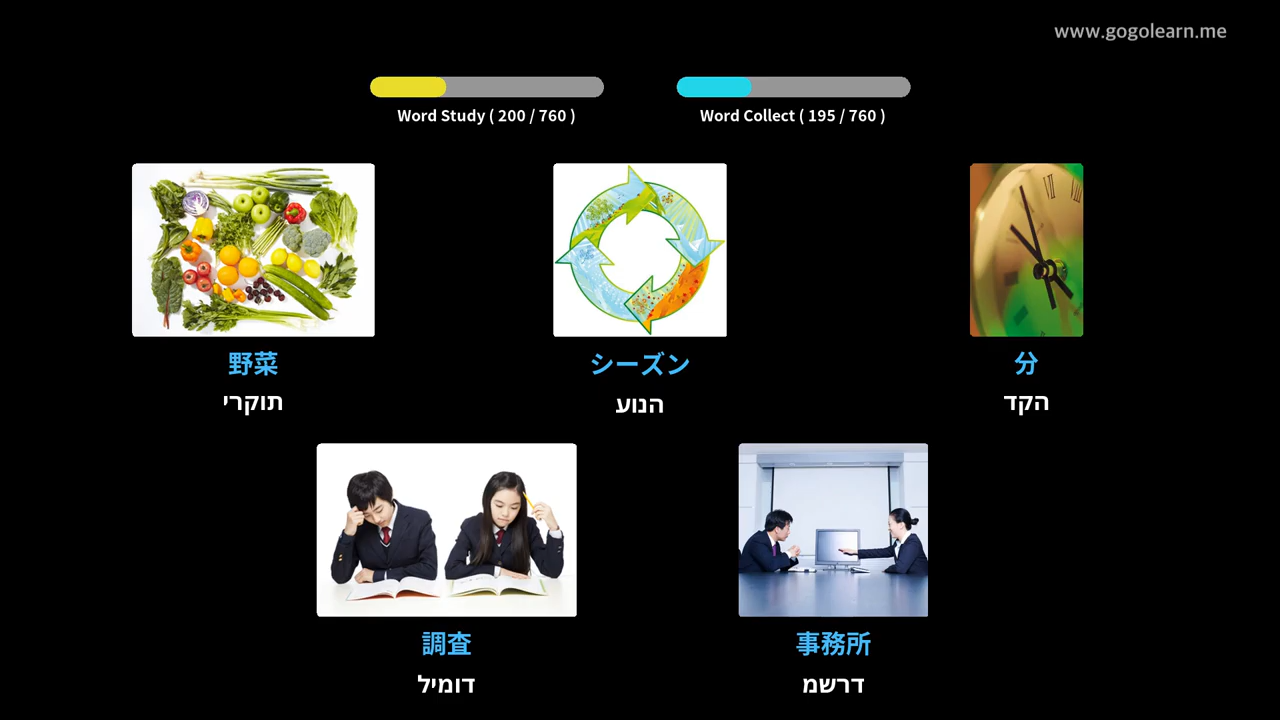 www.gogolearn.me
Word Study ( 200 / 760 )
Word Collect ( 195 / 760 )
野菜
תוקרי
シーズン
הנוע
分
הקד
調査
דומיל
事務所
דרשמ